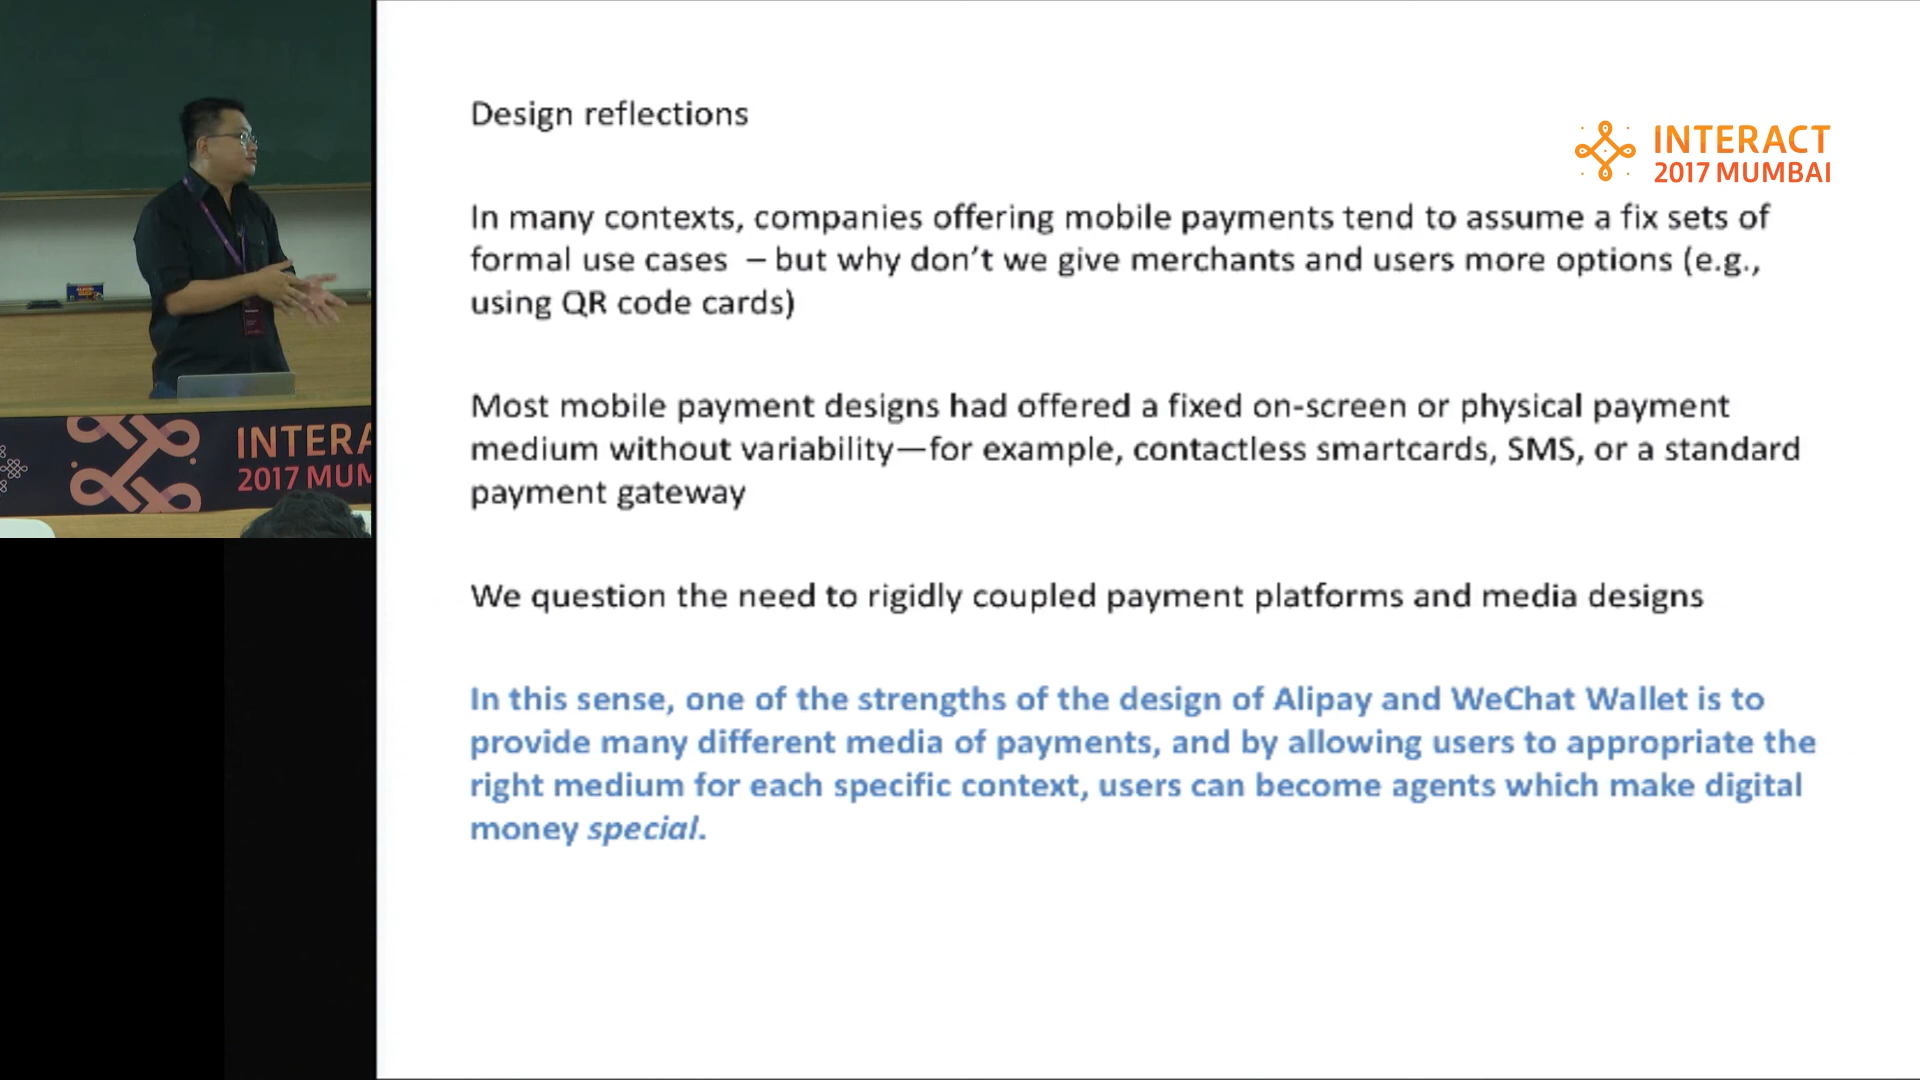 Design reflections
INTERACT
2017 MUMBAI
In many contexts, companies offering mobile payments tend to assume a fix sets of
formal use cases – but why don't we give merchants and users more options (e.g.,
using QR code cards)
Most mobile payment designs had offered a fixed on-screen or physical payment
medium without variability—for example, contactless smartcards, SMS, or a standard
payment gateway
We question the need to rigidly coupled payment platforms and media designs
In this sense, one of the strengths of the design of Alipay and WeChat Wallet is to
provide many different media of payments, and by allowing users to appropriate the
right medium for each specific context, users can become agents which make digital
money special.
INTERA
2017 MUM